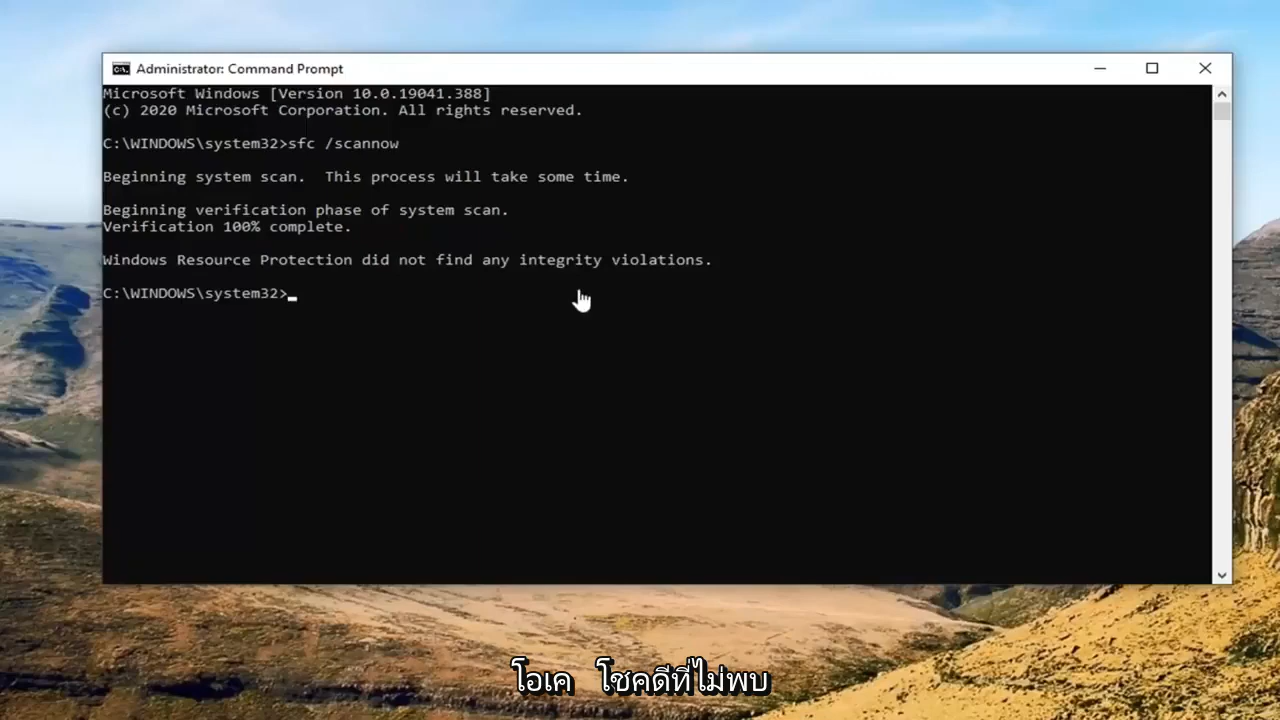 Administrator: Command Prompt
Microsoft Windows [Version 10.0.19041.388]
(c) 2020 Microsoft Corporation. All rights reserved.
C:\WINDOWS\system32>sfc /scannow
Beginning system scan.  This process will take some time.
Beginning verification phase of system scan.
Verification 100% complete.
Windows Resource Protection did not find any integrity violations.
C:\WINDOWS\system32>
โอเค โชคดีที่ไม่พบ